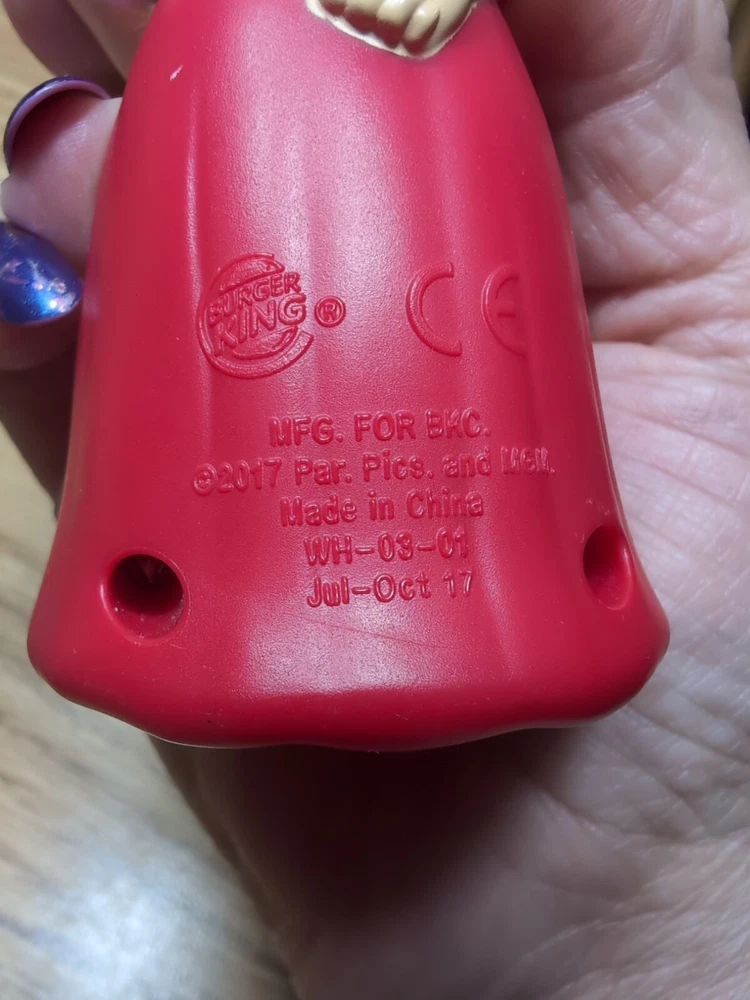 BURGER
KING®
CE
MFG. FOR BKC.
©2017 Par. Pics. and MGM.
Made in China
WH-03-01
Jul-Oct 17